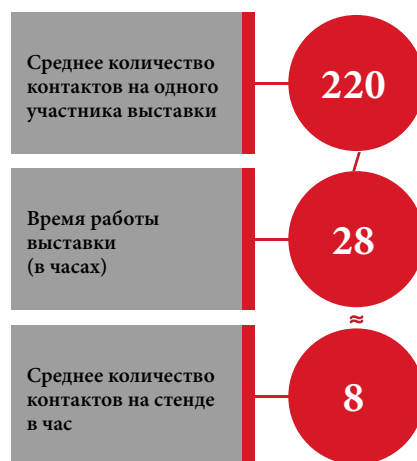 Среднее количество
контактов на одного
участника выставки
220
/
Время работы
выставки
(в часах)
28
≈
Среднее количество
контактов на стенде
в час
8